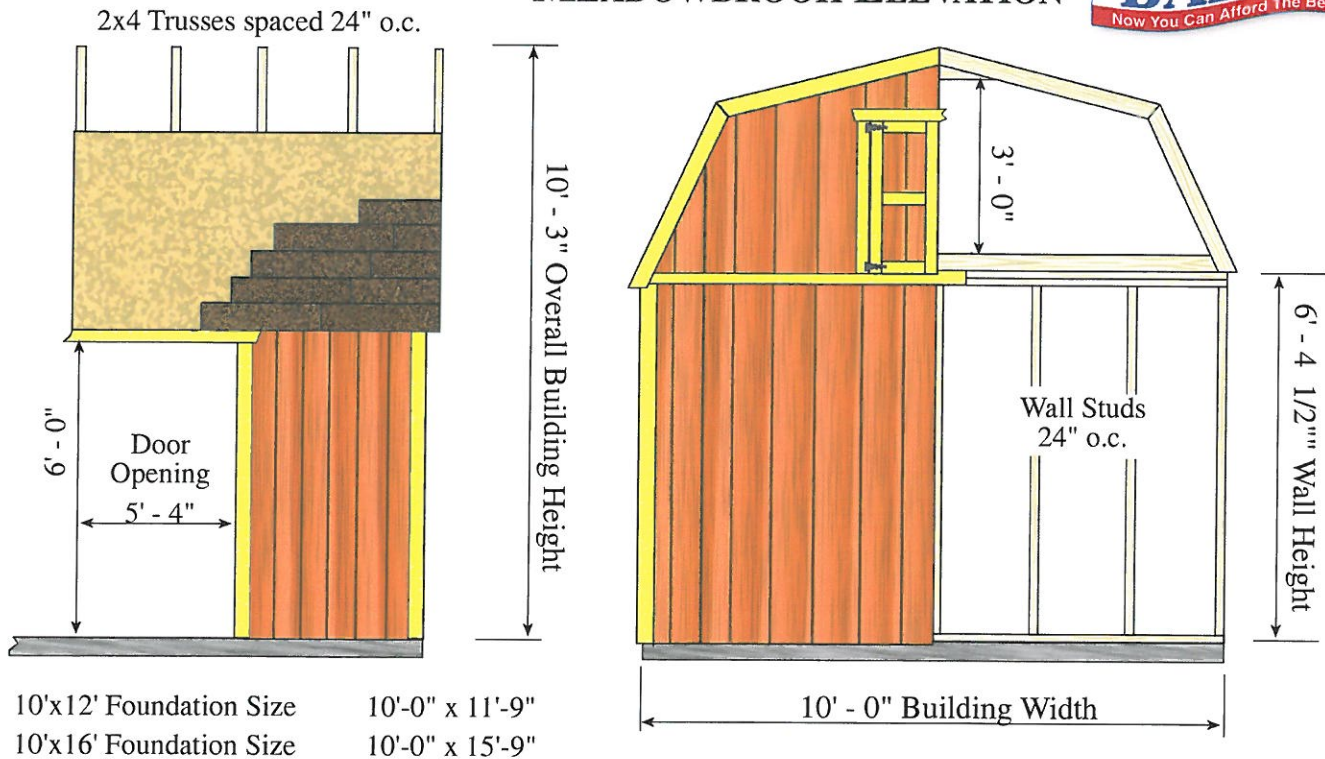 2x4 Trusses spaced 24" o.c.
Now You Can Afford The
10' - 3" Overall Building Height
3' - 0"
6' - 4 1/2"" Wall Height
Wall Studs
24" o.c.
6' - 0"
Door
Opening
5' - 4"
10' - 0" Building Width
10'x12' Foundation Size 10'-0" x 11'-9"
10'x16' Foundation Size 10'-0" x 15'-9"